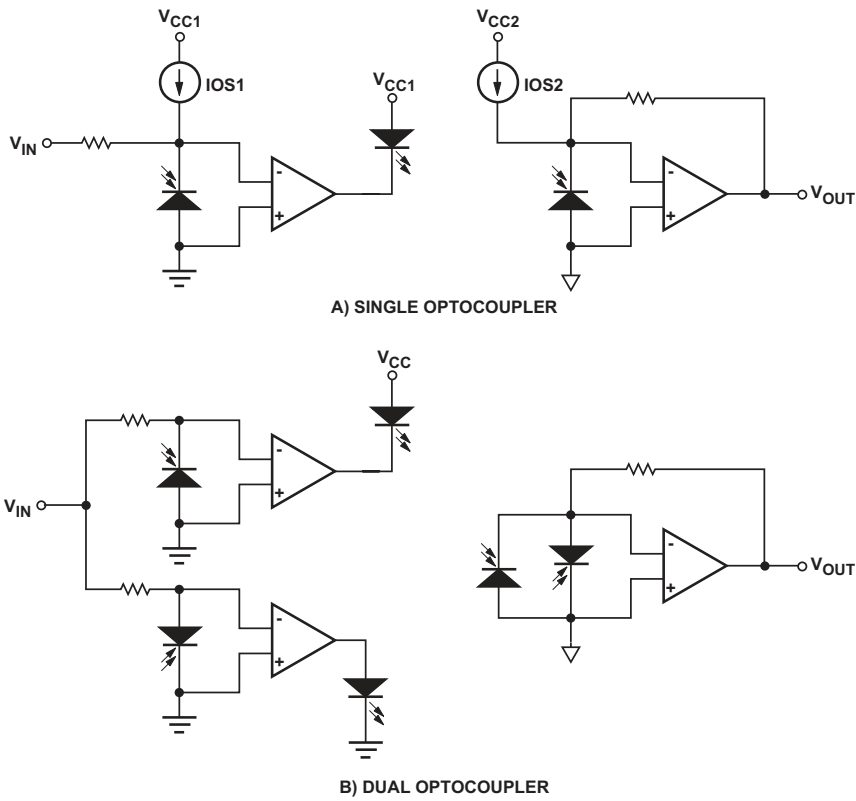 VCC1
IOS1
VCC1
VIN
-
+
VCC2
IOS2
-
+
VOUT
A) SINGLE OPTOCOUPLER
VCC
VIN
-
+
-
+
-
+
VOUT
B) DUAL OPTOCOUPLER